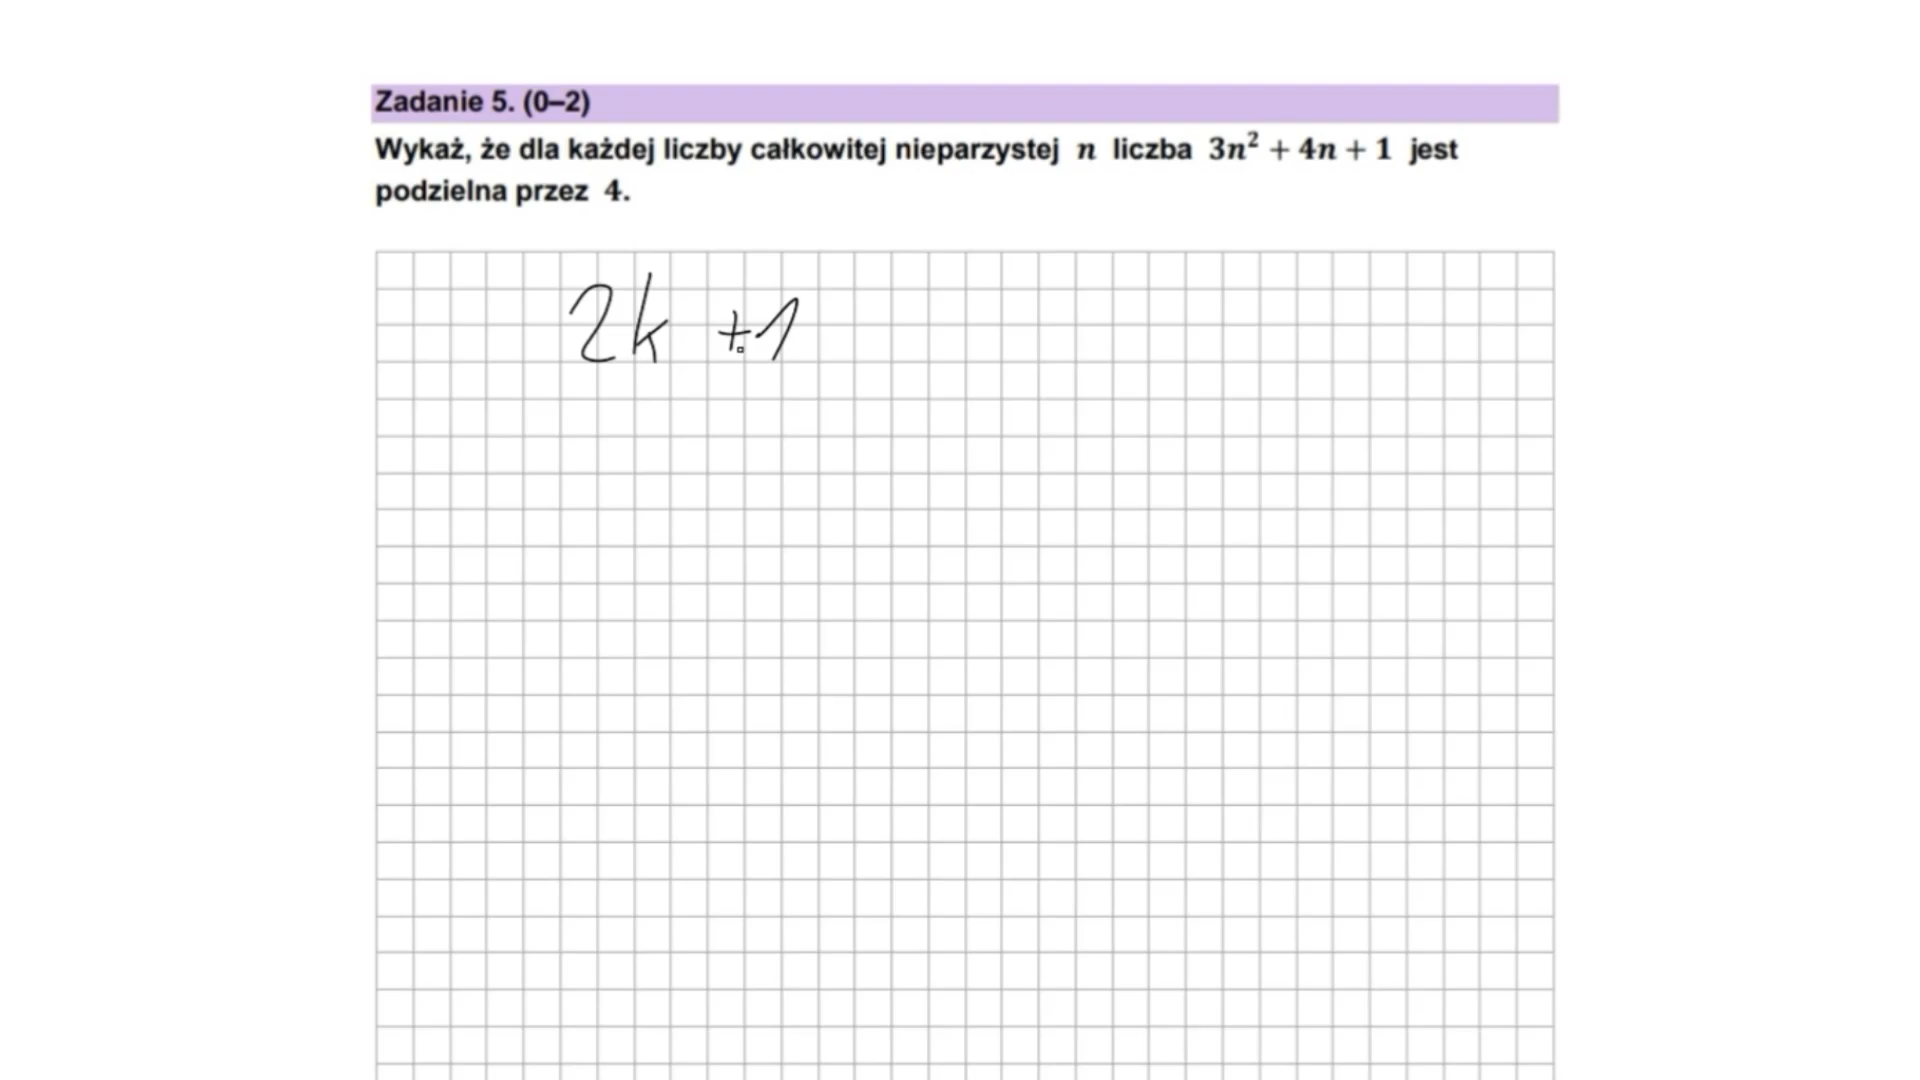 Zadanie 5. (0–2)
Wykaż, że dla każdej liczby całkowitej nieparzystej n liczba 3n² + 4n + 1 jest
podzielna przez 4.
2k +1